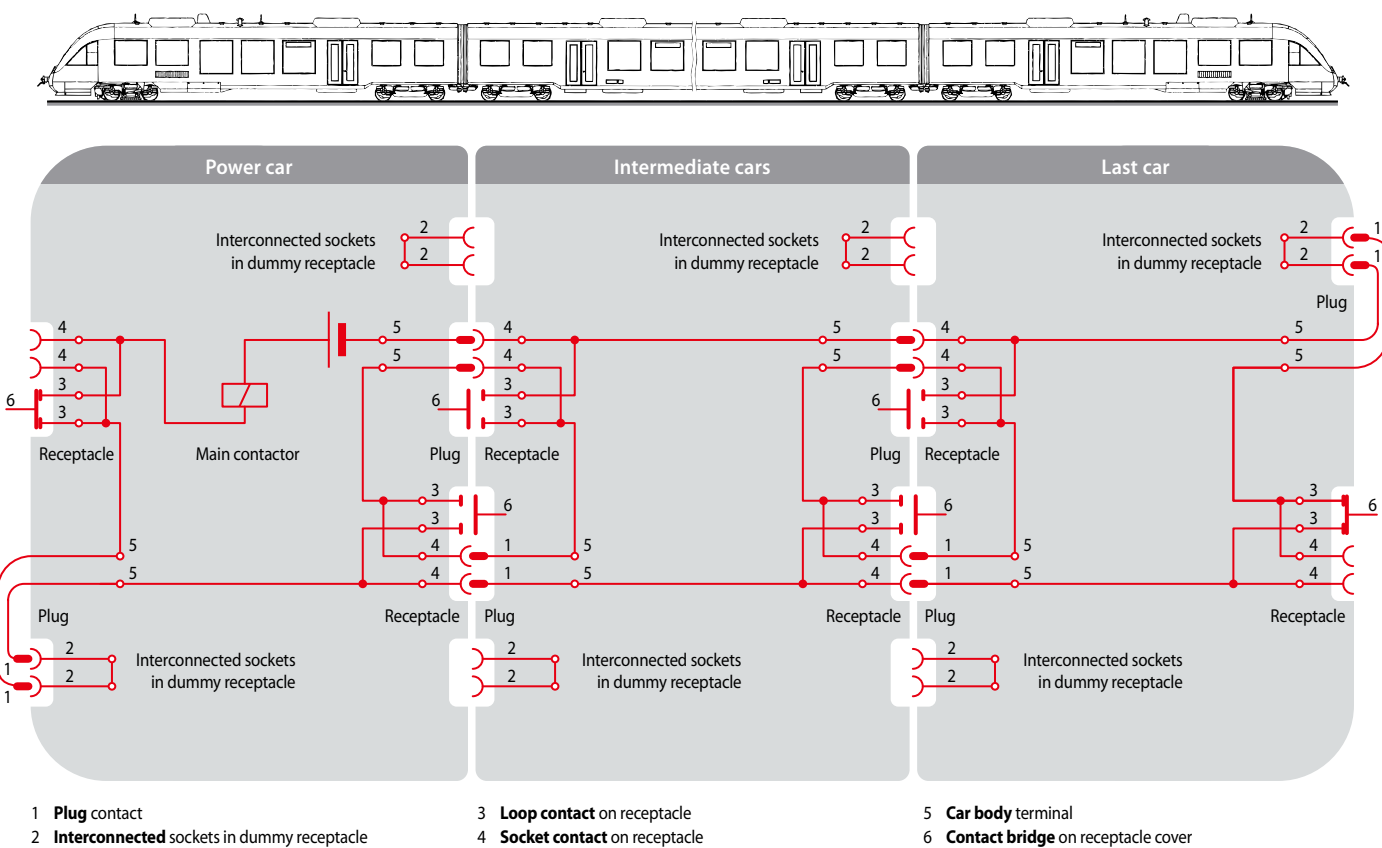 Power car
Intermediate cars
Last car
Interconnected sockets
in dummy receptacle
2
2
Interconnected sockets
in dummy receptacle
2
2
Interconnected sockets
in dummy receptacle
2
2
1
1
Plug
4
4
3
3
6
Receptacle
Main contactor
5
5
6
Plug
4
4
3
3
Receptacle
5
5
6
Plug
4
4
3
3
Receptacle
5
5
5
5
Plug
3
3
4
4
6
1
1
5
5
Receptacle
Plug
3
3
4
4
6
1
1
5
5
Receptacle
Plug
3
3
4
4
6
Receptacle
1
1
2
2
Interconnected sockets
in dummy receptacle
2
2
Interconnected sockets
in dummy receptacle
2
2
Interconnected sockets
in dummy receptacle
1 Plug contact
2 Interconnected sockets in dummy receptacle
3 Loop contact on receptacle
4 Socket contact on receptacle
5 Car body terminal
6 Contact bridge on receptacle cover